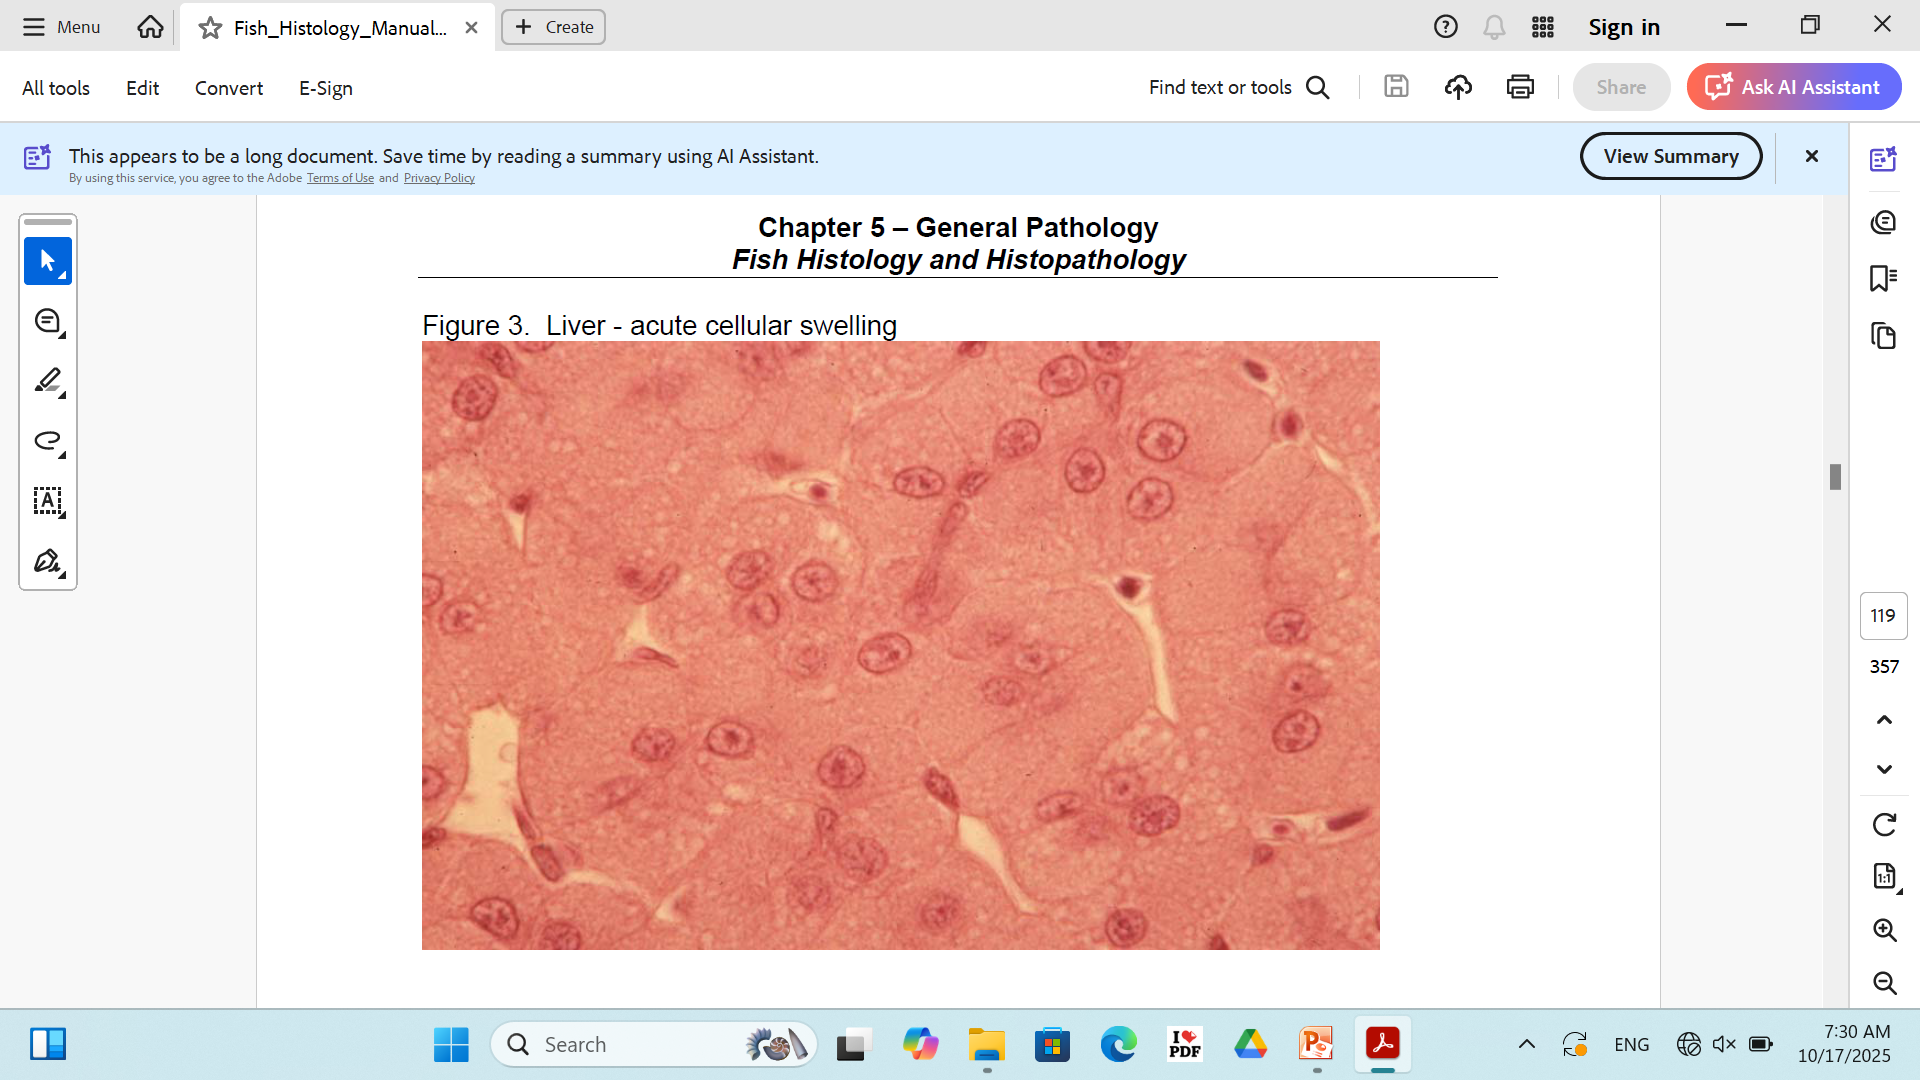 Menu
Fish_Histology_Manual...
Create
Sign in
All tools
Edit
Convert
E-Sign
Find text or tools
Share
Ask AI Assistant
This appears to be a long document. Save time by reading a summary using AI Assistant.
By using this service, you agree to the Adobe Terms of Use and Privacy Policy
View Summary
Chapter 5 – General Pathology
Fish Histology and Histopathology
Figure 3. Liver - acute cellular swelling
A
119
357
1:1
Search
I ♥ PDF
P
ENG
7:30 AM
10/17/2025